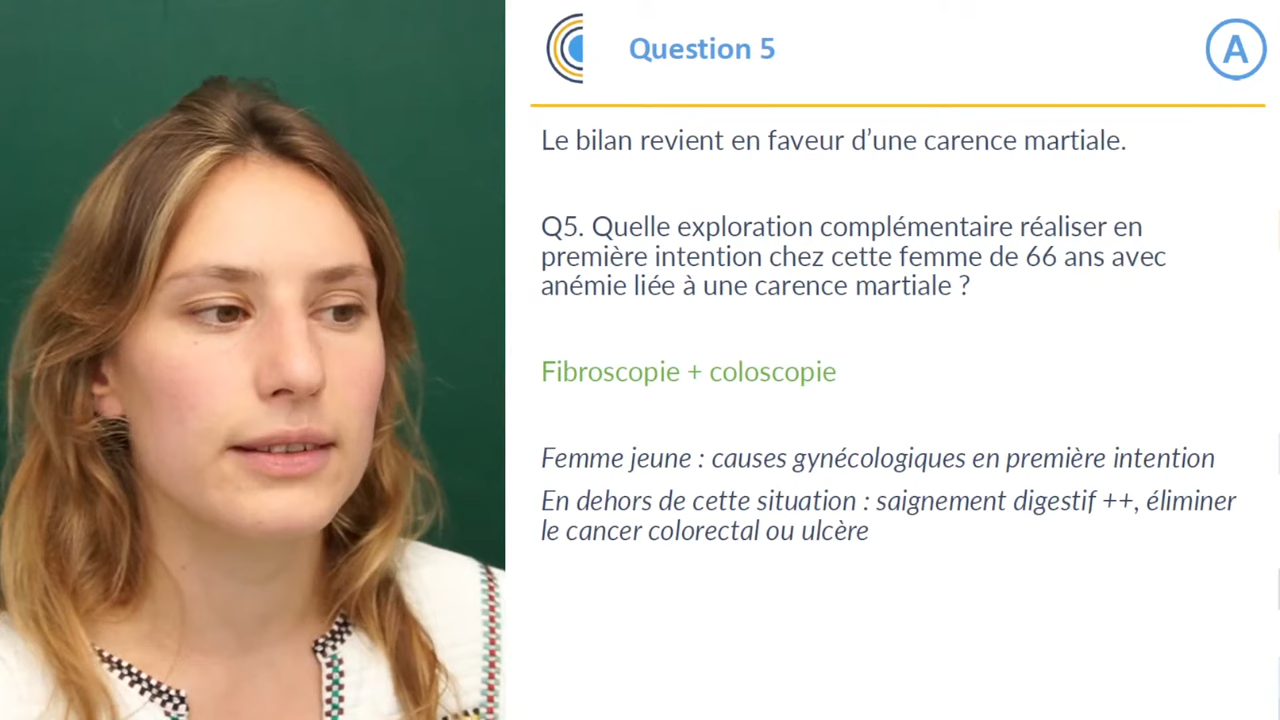 Question 5
A
Le bilan revient en faveur d’une carence martiale.
Q5. Quelle exploration complémentaire réaliser en
première intention chez cette femme de 66 ans avec
anémie liée à une carence martiale ?
Fibroscopie + coloscopie
Femme jeune : causes gynécologiques en première intention
En dehors de cette situation : saignement digestif ++, éliminer
le cancer colorectal ou ulcère